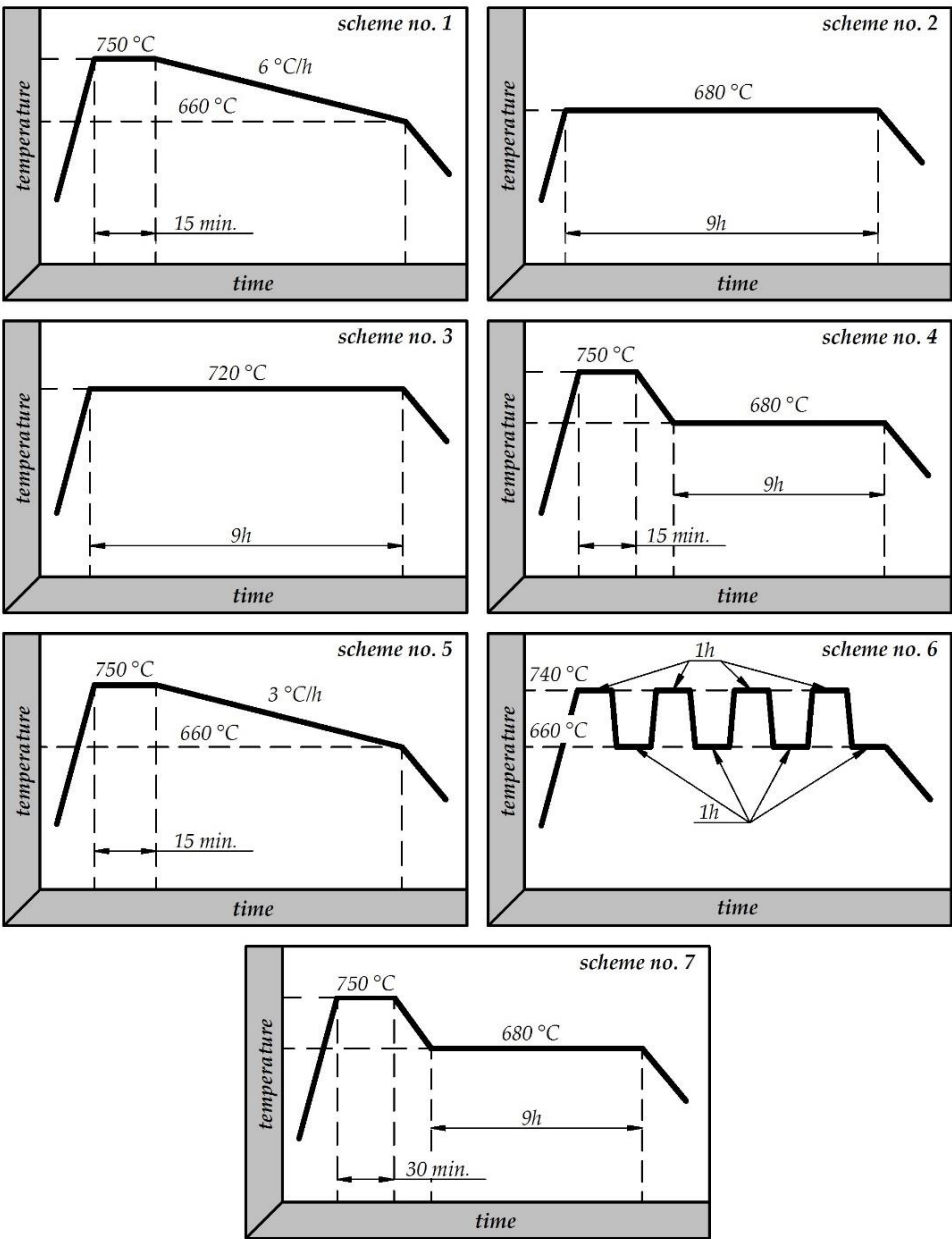 scheme no. 1
750 °C
6 °C/h
660 °C
15 min.
temperature
time
scheme no. 2
680 °C
9h
temperature
time
scheme no. 3
720 °C
9h
temperature
time
scheme no. 4
750 °C
680 °C
9h
15 min.
temperature
time
scheme no. 5
750 °C
3 °C/h
660 °C
15 min.
temperature
time
scheme no. 6
1h
740 °C
660 °C
1h
temperature
time
scheme no. 7
750 °C
680 °C
9h
30 min.
temperature
time